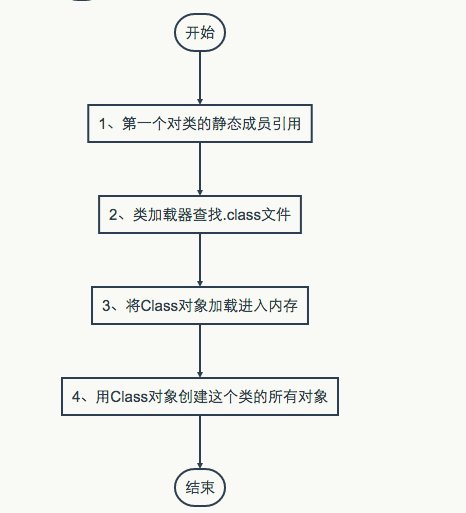 开始
1、第一个对类的静态成员引用
2、类加载器查找.class文件
3、将Class对象加载进入内存
4、用Class对象创建这个类的所有对象
结束